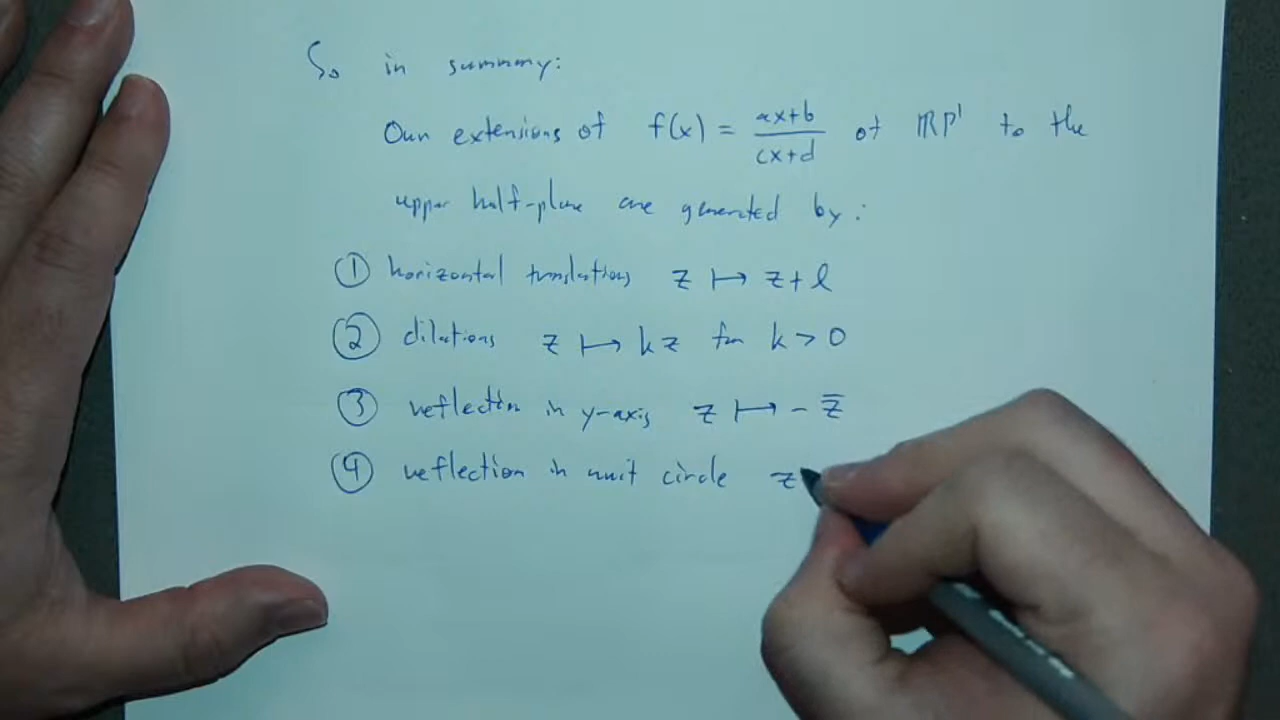 So in summary:
Our extensions of f(x) = \frac{ax+b}{cx+d} of ℝP¹ to the
upper half-plane are generated by:
① horizontal translations z ↦ z + l
② dilations z ↦ kz for k > 0
③ reflection in y-axis z ↦ - z̄
④ reflection in unit circle z